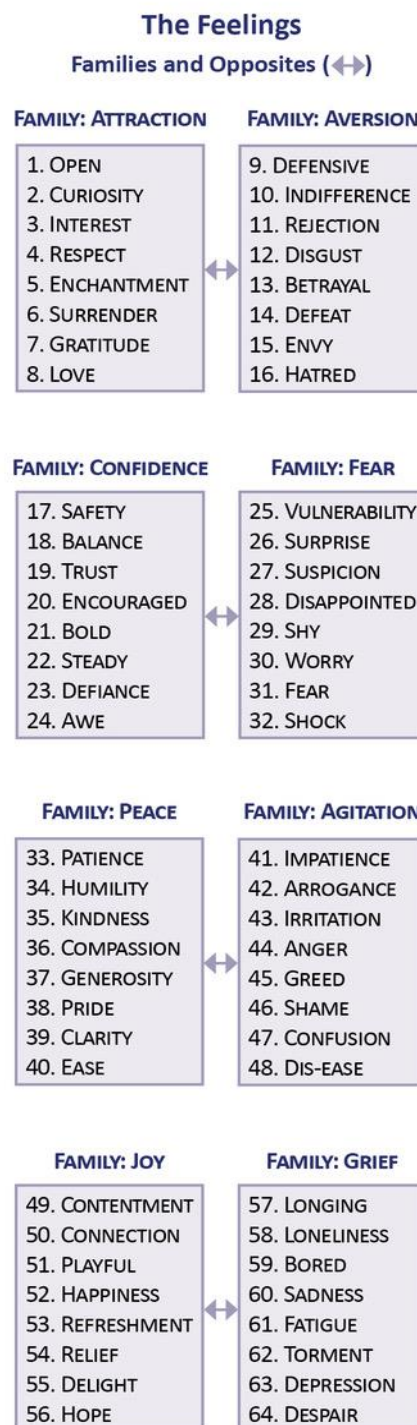 The Feelings
Families and Opposites (↔)
FAMILY: ATTRACTION
1. OPEN
2. CURIOSITY
3. INTEREST
4. RESPECT
5. ENCHANTMENT
6. SURRENDER
7. GRATITUDE
8. LOVE
FAMILY: AVERSION
9. DEFENSIVE
10. INDIFFERENCE
11. REJECTION
12. DISGUST
13. BETRAYAL
14. DEFEAT
15. ENVY
16. HATRED
FAMILY: CONFIDENCE
17. SAFETY
18. BALANCE
19. TRUST
20. ENCOURAGED
21. BOLD
22. STEADY
23. DEFIANCE
24. AWE
FAMILY: FEAR
25. VULNERABILITY
26. SURPRISE
27. SUSPICION
28. DISAPPOINTED
29. SHY
30. WORRY
31. FEAR
32. SHOCK
FAMILY: PEACE
33. PATIENCE
34. HUMILITY
35. KINDNESS
36. COMPASSION
37. GENEROSITY
38. PRIDE
39. CLARITY
40. EASE
FAMILY: AGITATION
41. IMPATIENCE
42. ARROGANCE
43. IRRITATION
44. ANGER
45. GREED
46. SHAME
47. CONFUSION
48. DIS-EASE
FAMILY: JOY
49. CONTENTMENT
50. CONNECTION
51. PLAYFUL
52. HAPPINESS
53. REFRESHMENT
54. RELIEF
55. DELIGHT
56. HOPE
FAMILY: GRIEF
57. LONGING
58. LONELINESS
59. BORED
60. SADNESS
61. FATIGUE
62. TORMENT
63. DEPRESSION
64. DESPAIR